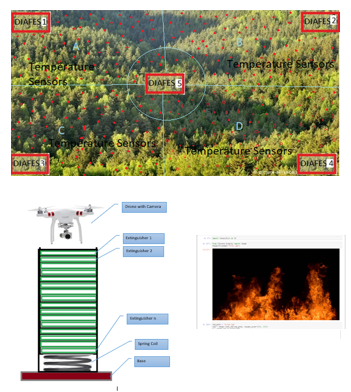 DIAFES 1
DIAFES 2
A
Temperature
Sensors
Temperature Sensors
DIAFES 5
C
D
Temperature Sensors
Temperature Sensors
DIAFES 3
DIAFES 4
Drone with Camera
Extinguisher 1
Extinguisher 2
Extinguisher n
Spring Coil
Base